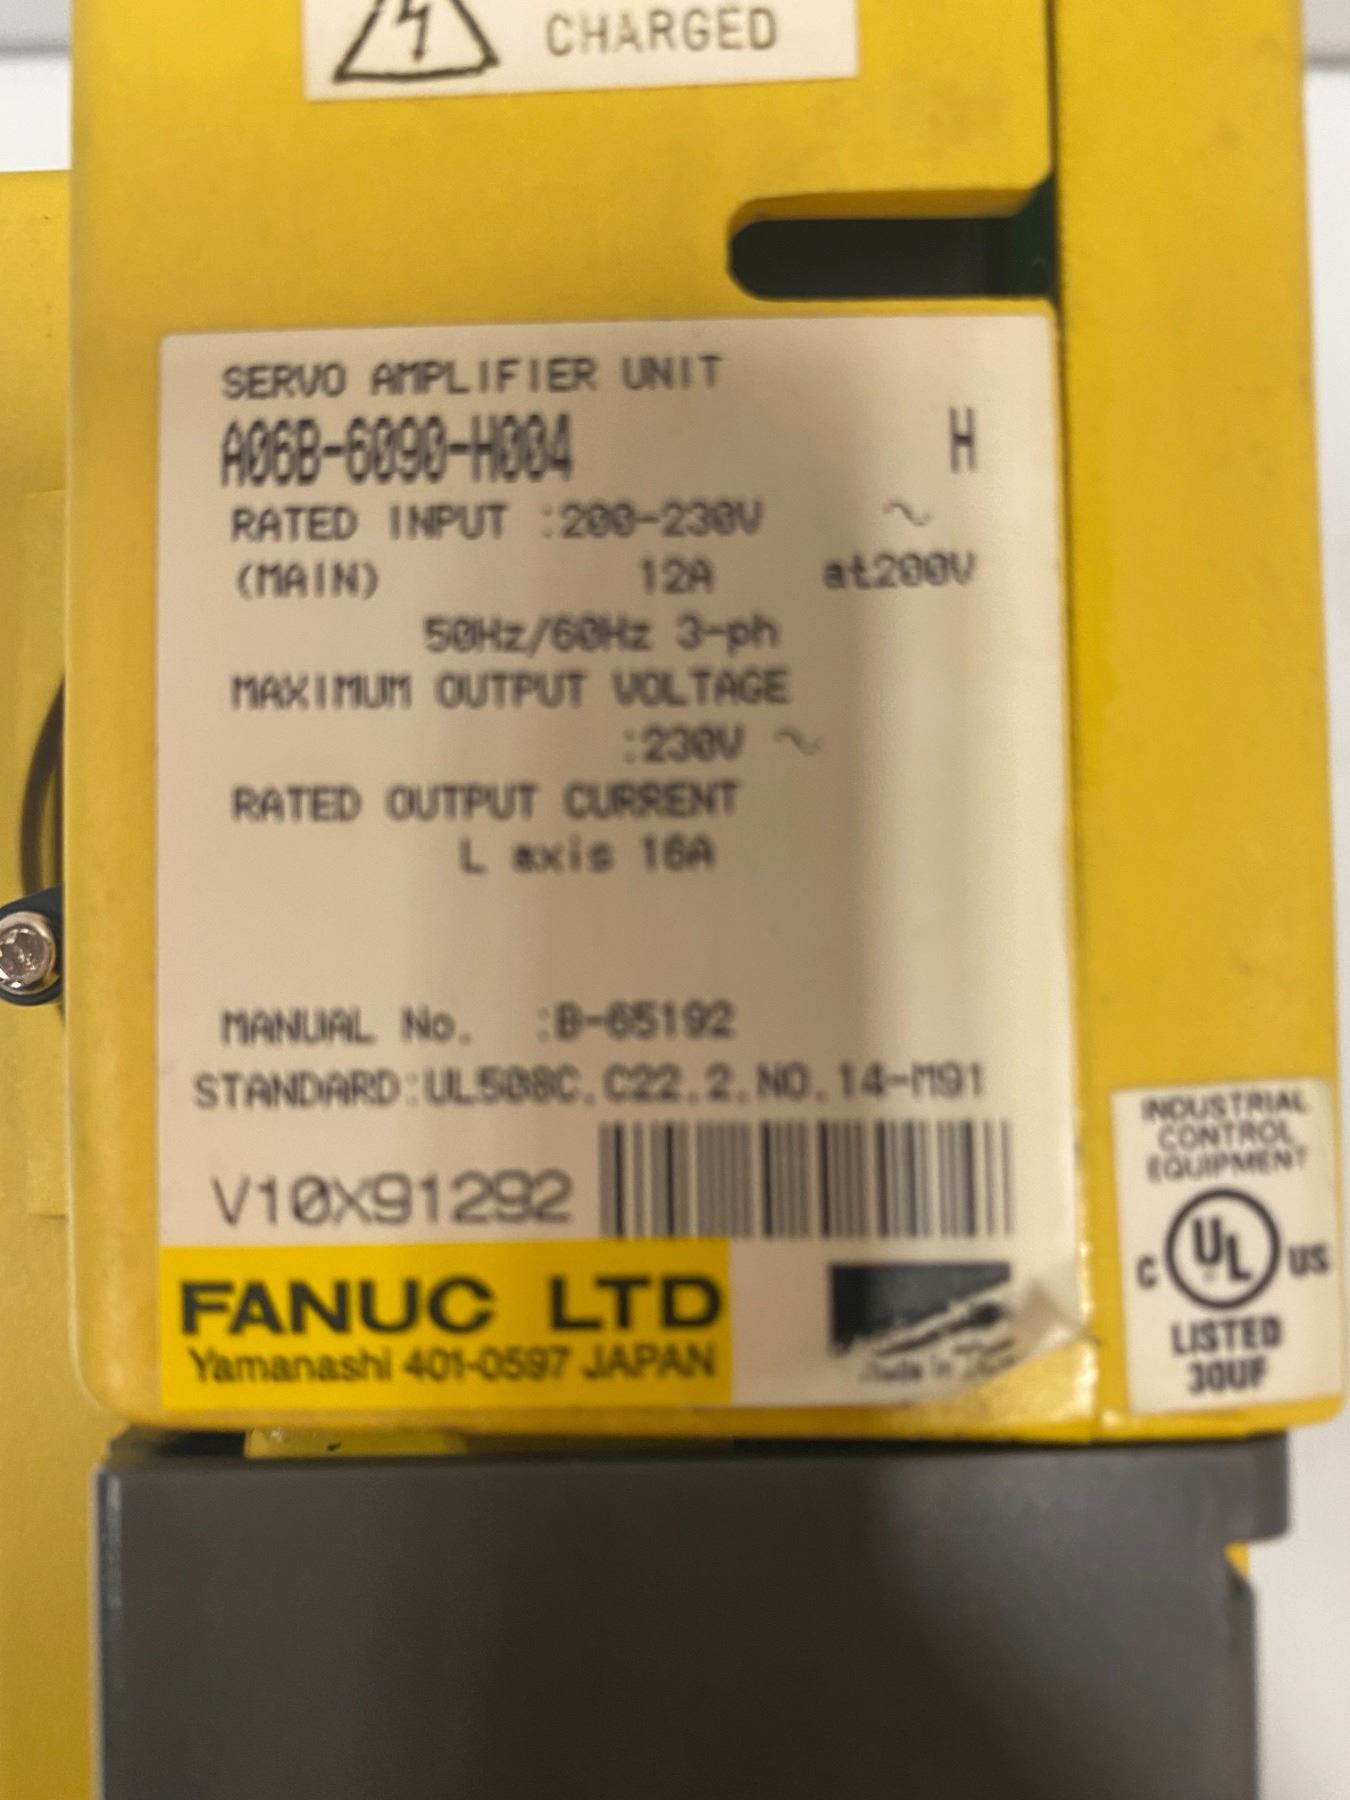 CHARGED
SERVO AMPLIFIER UNIT
A06B-6090-H004 H
RATED INPUT :200-230V ~
(MAIN) 12A at200V
50Hz/60Hz 3-ph
MAXIMUM OUTPUT VOLTAGE
:230V ~
RATED OUTPUT CURRENT
L axis 16A
MANUAL No. :B-65192
STANDARD:UL508C,C22.2.NO.14-M91
V10X91292
FANUC LTD
Yamanashi 401-0597 JAPAN
INDUSTRIAL
CONTROL
EQUIPMENT
C UL US
LISTED
30UF